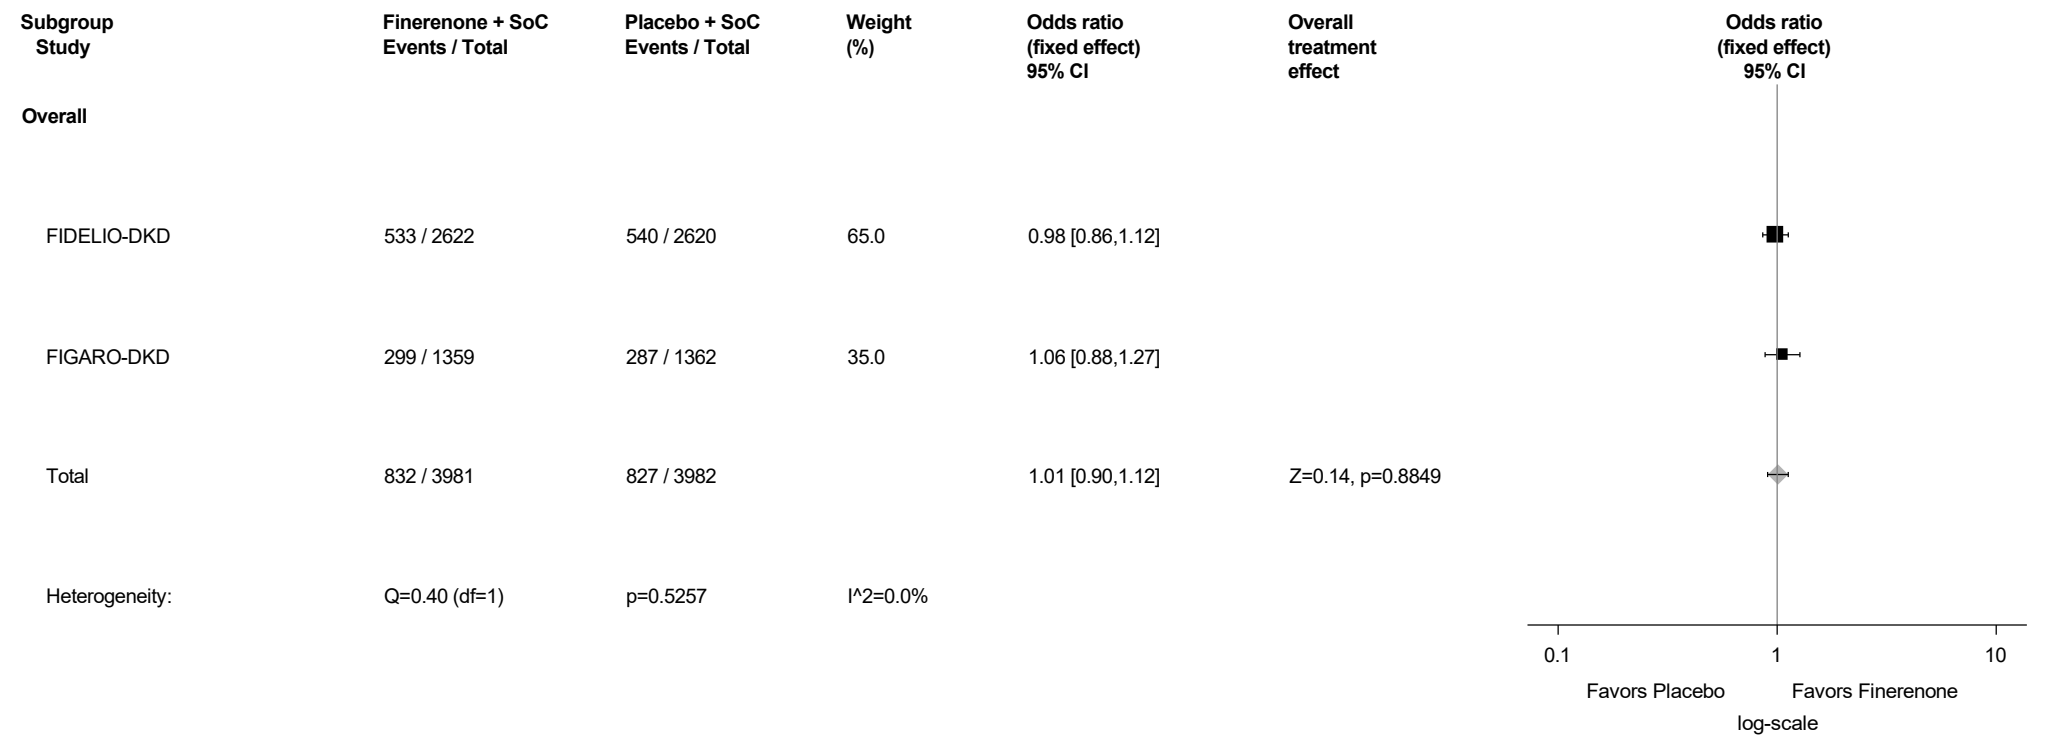 Subgroup Finerenone + SoC Placebo + SoC Weight Odds ratio Overall Odds ratio
Study Events / Total Events / Total (%) (fixed effect) treatment (fixed effect)
95% CI effect 95% CI
Overall
FIDELIO-DKD 533 / 2622 540 / 2620 65.0 0.98 [0.86,1.12]
FIGARO-DKD 299 / 1359 287 / 1362 35.0 1.06 [0.88,1.27]
Total 832 / 3981 827 / 3982 1.01 [0.90,1.12] Z=0.14, p=0.8849
Heterogeneity: Q=0.40 (df=1) p=0.5257 I^2=0.0%
0.1 1 10
Favors Placebo Favors Finerenone
log-scale